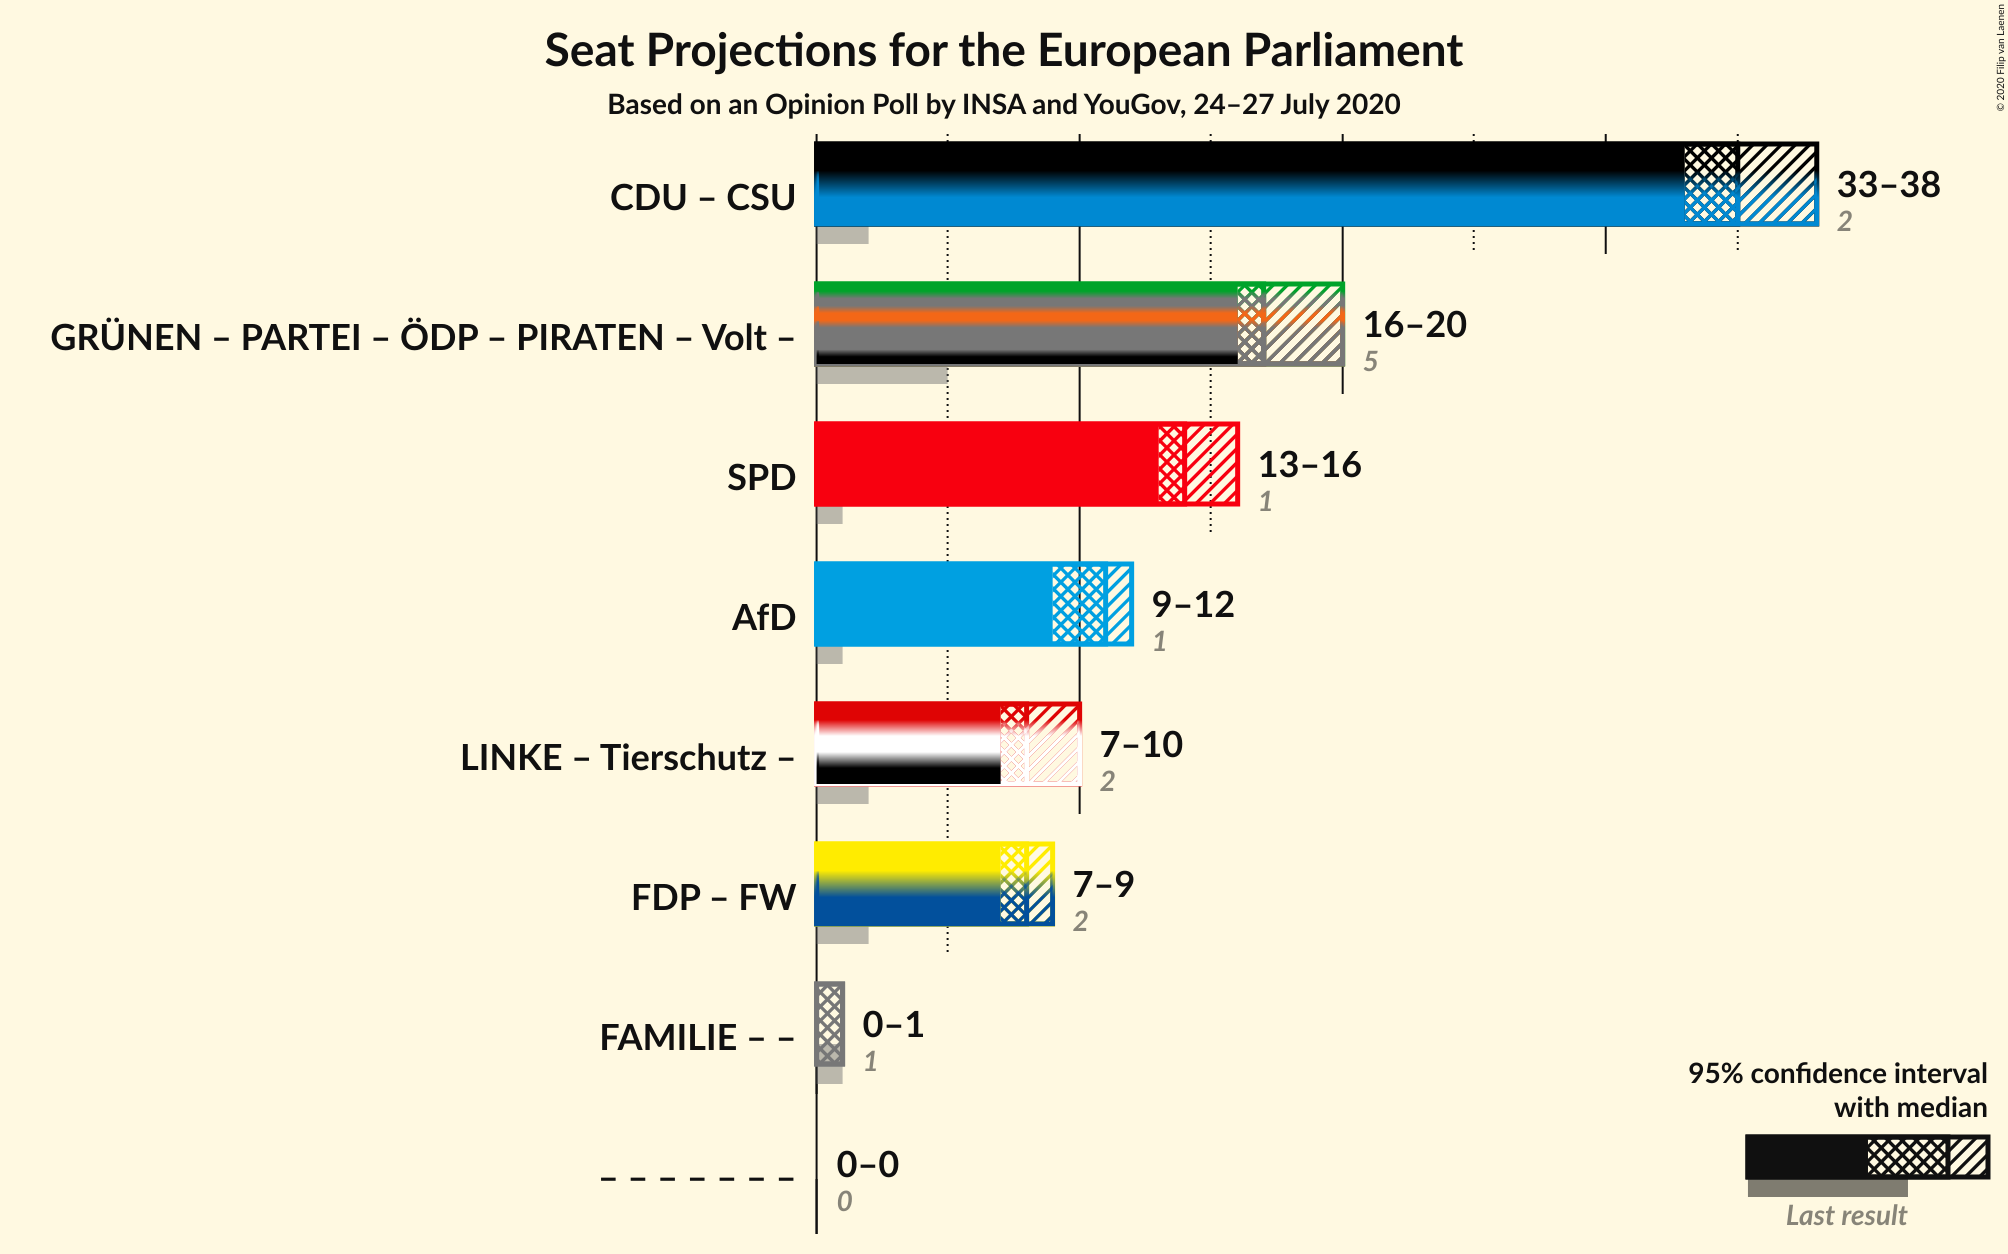 Seat Projections for the European Parliament
Based on an Opinion Poll by INSA and YouGov, 24–27 July 2020
© 2020 Filip van Laenen
CDU – CSU
33–38
2
GRÜNEN – PARTEI – ÖDP – PIRATEN – Volt –
16–20
5
SPD
13–16
1
AfD
9–12
1
LINKE – Tierschutz –
7–10
2
FDP – FW
7–9
2
FAMILIE – –
0–1
1
– – – – – – –
0–0
0
95% confidence interval
with median
Last result